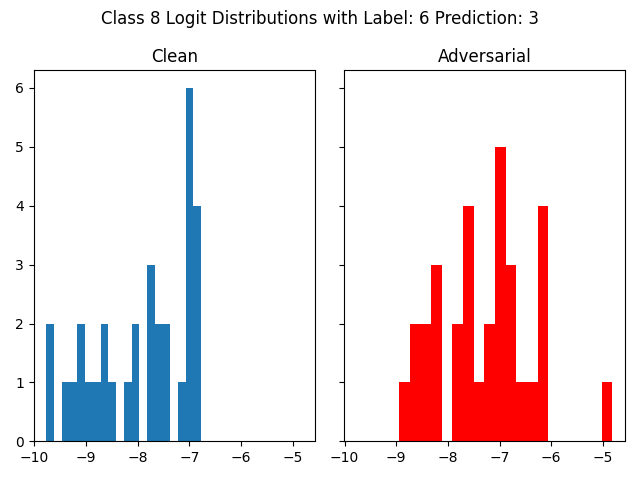 Class 8 Logit Distributions with Label: 6 Prediction: 3
Clean
Adversarial
6
5
4
3
2
1
0
−10 −9 −8 −7 −6 −5
−10 −9 −8 −7 −6 −5